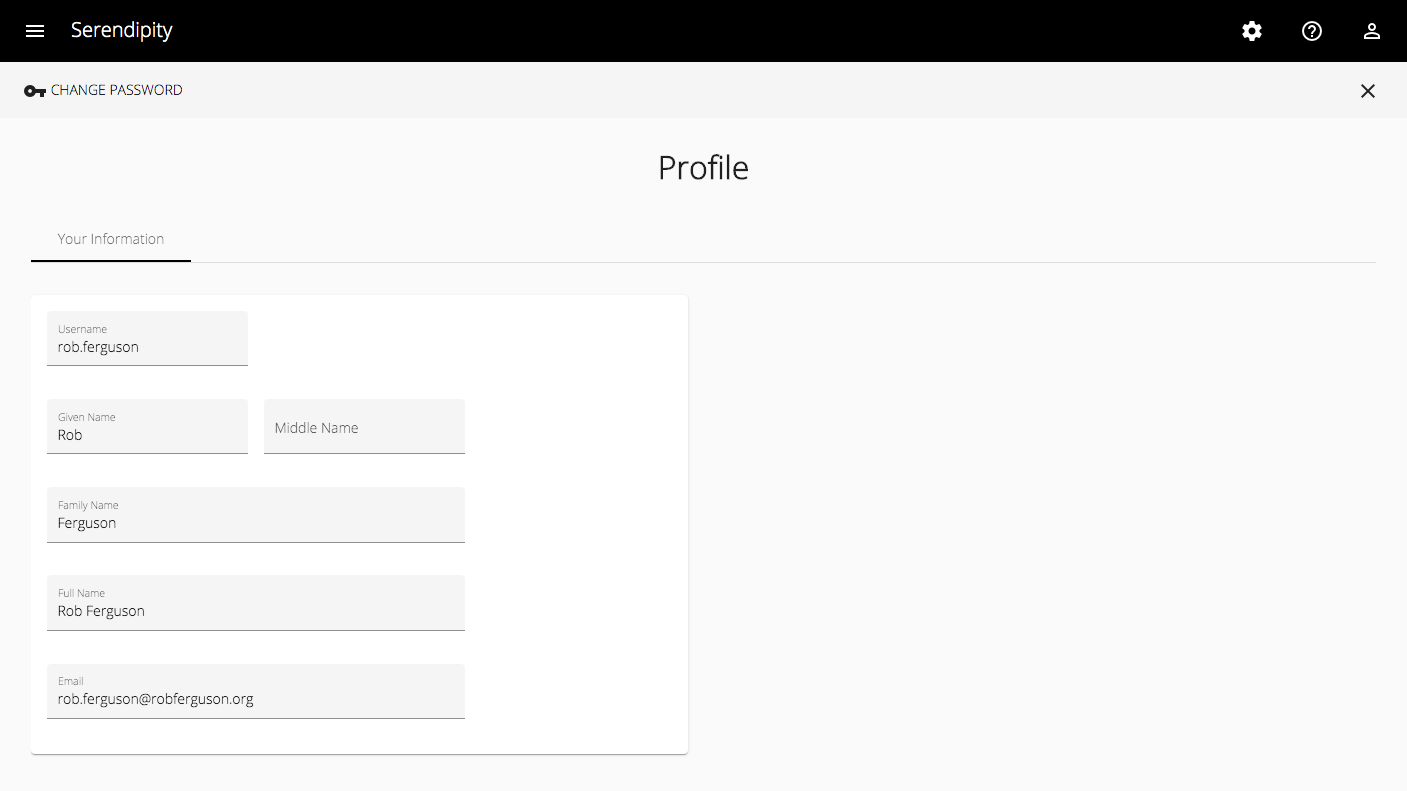 Serendipity
CHANGE PASSWORD
Profile
Your Information
Username
rob.ferguson
Given Name
Rob
Middle Name
Family Name
Ferguson
Full Name
Rob Ferguson
Email
rob.ferguson@robferguson.org